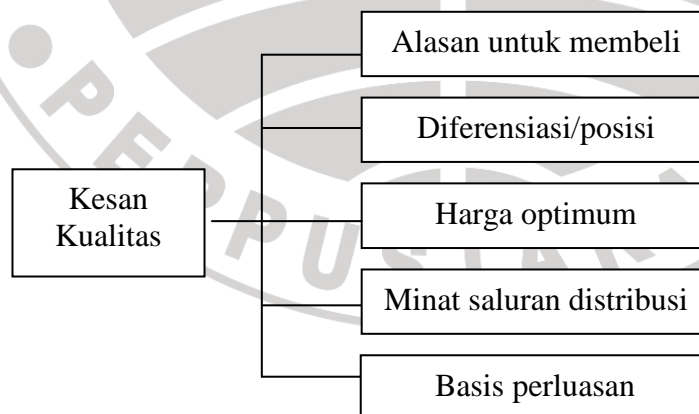 Alasan untuk membeli
Diferensiasi/posisi
Kesan
Kualitas
Harga optimum
Minat saluran distribusi
Basis perluasan